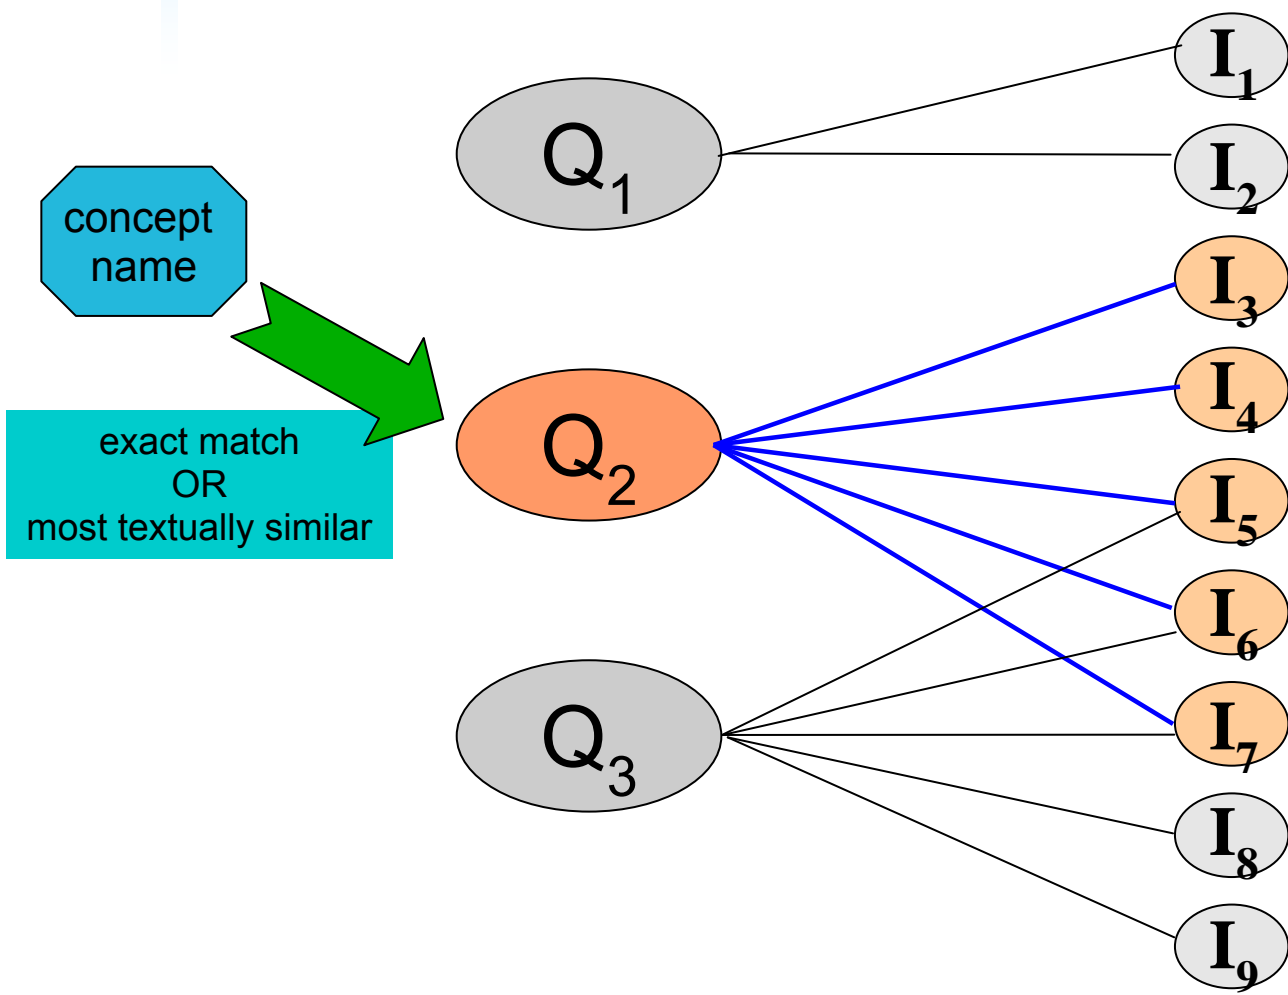 concept
name
exact match
OR
most textually similar
Q₁
Q₂
Q₃
I₁
I₂
I₃
I₄
I₅
I₆
I₇
I₈
I₉